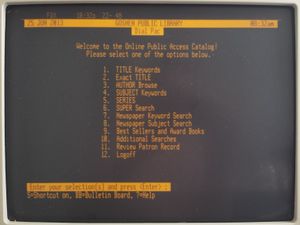 25 JUN 2013 GOSHEN PUBLIC LIBRARY 08:32am
Dial Pac
Welcome to the Online Public Access Catalog!
Please select one of the options below.
1. TITLE Keywords
2. Exact TITLE
3. AUTHOR Browse
4. SUBJECT Keywords
5. SERIES
6. SUPER Search
7. Newspaper Keyword Search
8. Newspaper Subject Search
9. Best Sellers and Award Books
10. Additional Searches
11. Review Patron Record
12. Logoff
Enter your selection(s) and press <Enter> :
S=Shortcut on, BB=Bulletin Board, ?=Help